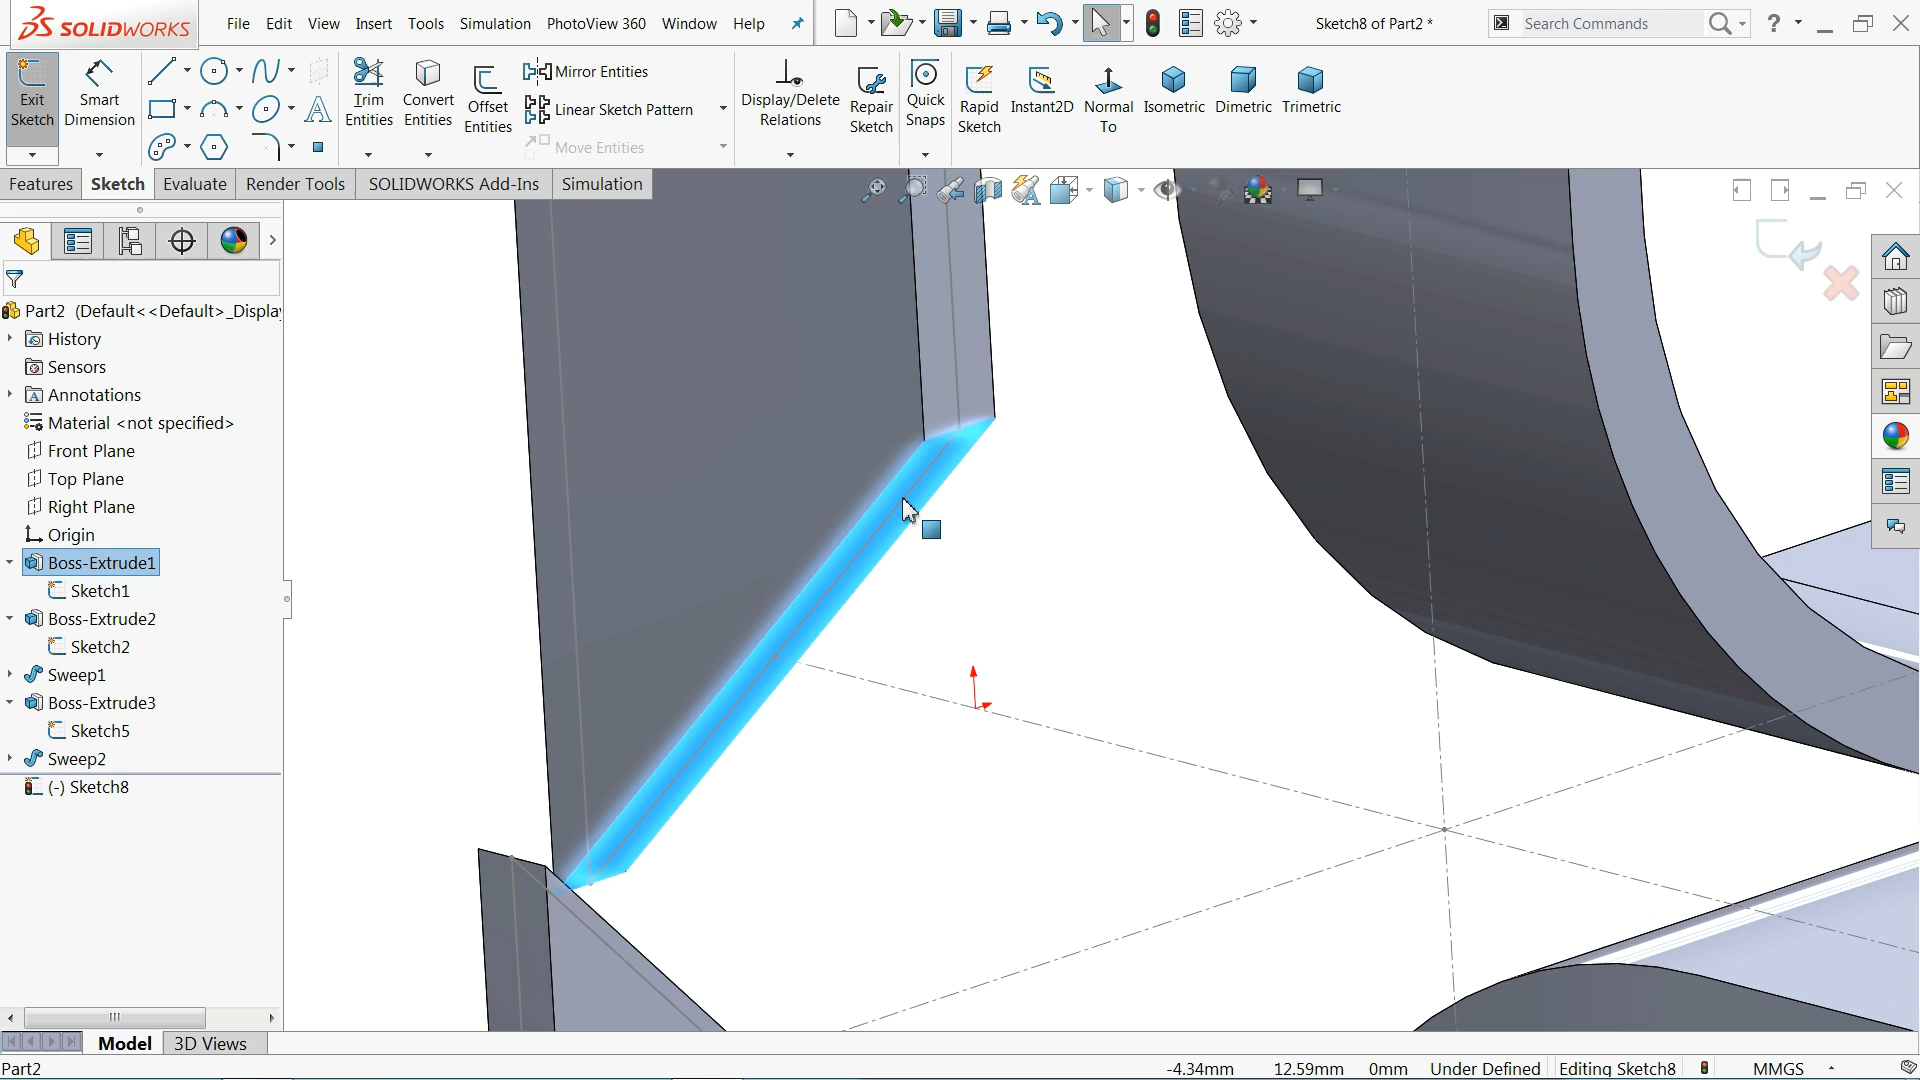 SOLIDWORKS File Edit View Insert Tools Simulation PhotoView 360 Window Help Sketch8 of Part2 * Search Commands ?
Exit Sketch
Smart Dimension
Trim Entities
Convert Entities
Offset Entities
Mirror Entities
Linear Sketch Pattern
Move Entities
Display/Delete Relations
Repair Sketch
Quick Snaps
Rapid Sketch
Instant2D
Normal To
Isometric
Dimetric
Trimetric
Features Sketch Evaluate Render Tools SOLIDWORKS Add-Ins Simulation
Part2 (Default<<Default>_Displa
History
Sensors
Annotations
Material <not specified>
Front Plane
Top Plane
Right Plane
Origin
Boss-Extrude1
Sketch1
Boss-Extrude2
Sketch2
Sweep1
Boss-Extrude3
Sketch5
Sweep2
(-) Sketch8
Model 3D Views
Part2 -4.34mm 12.59mm 0mm Under Defined Editing Sketch8 MMGS